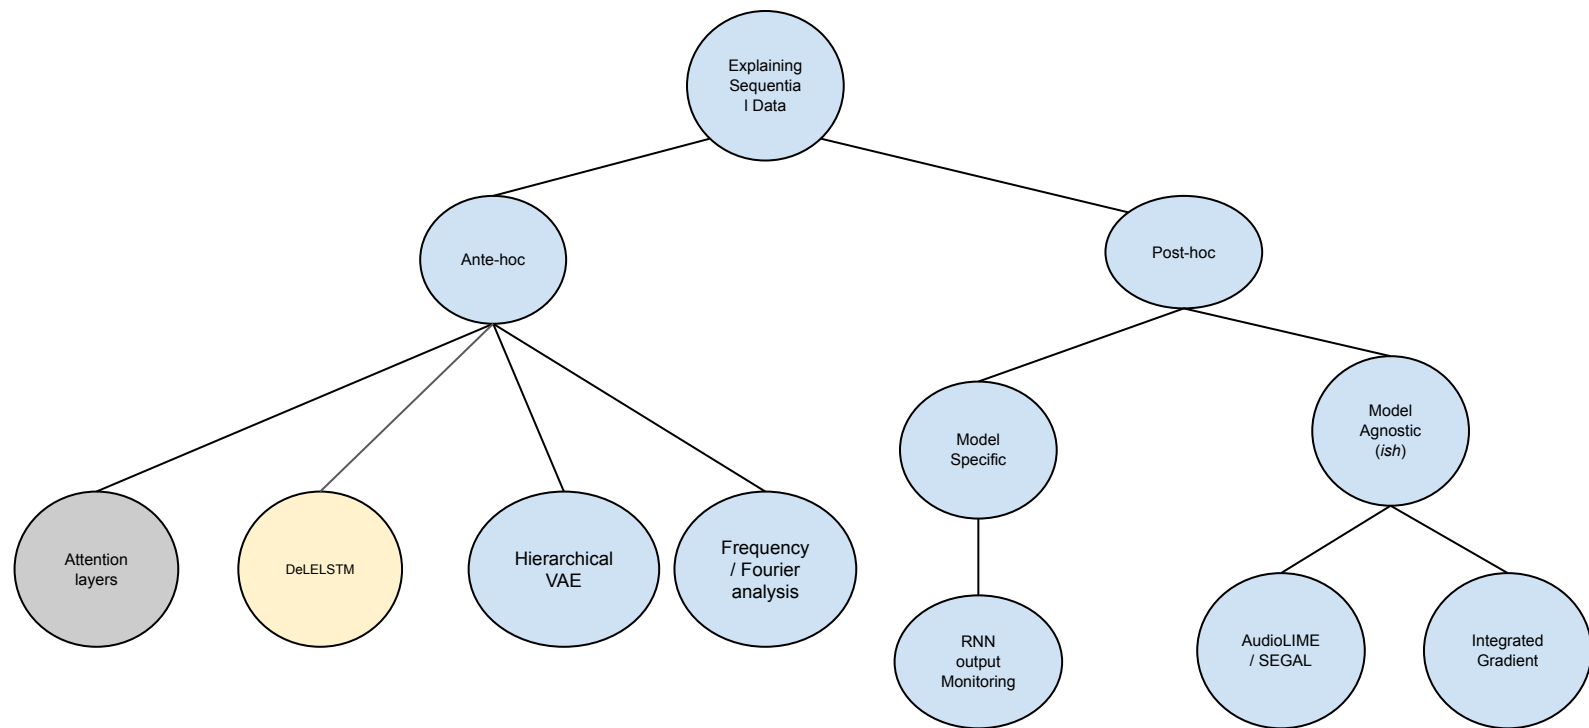 Explaining
Sequentia
l Data
Ante-hoc
Post-hoc
Model
Specific
Model
Agnostic
(ish)
Attention
layers
DeLELSTM
Hierarchical
VAE
Frequency
/ Fourier
analysis
RNN
output
Monitoring
AudioLIME
/ SEGAL
Integrated
Gradient